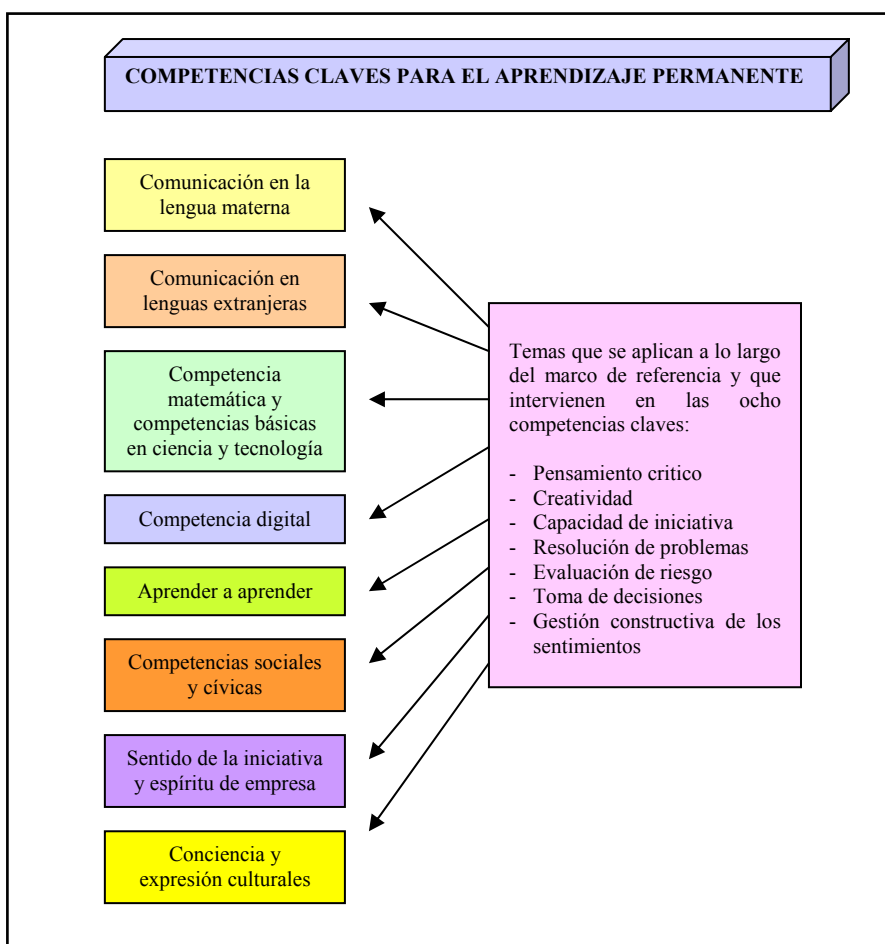 COMPETENCIAS CLAVES PARA EL APRENDIZAJE PERMANENTE
Comunicación en la
lengua materna
Comunicación en
lenguas extranjeras
Competencia
matemática y
competencias básicas
en ciencia y tecnología
Competencia digital
Aprender a aprender
Competencias sociales
y cívicas
Sentido de la iniciativa
y espíritu de empresa
Conciencia y
expresión culturales
Temas que se aplican a lo largo
del marco de referencia y que
intervienen en las ocho
competencias claves:
- Pensamiento critico
- Creatividad
- Capacidad de iniciativa
- Resolución de problemas
- Evaluación de riesgo
- Toma de decisiones
- Gestión constructiva de los
sentimientos